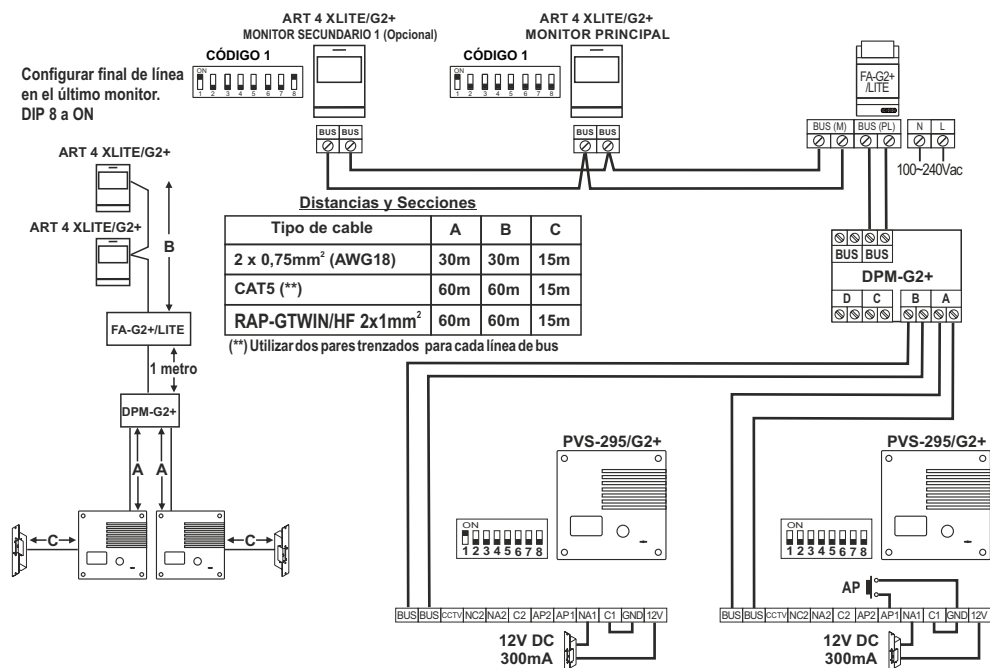 ART 4 XLITE/G2+
MONITOR SECUNDARIO 1 (Opcional)
ART 4 XLITE/G2+
MONITOR PRINCIPAL
CÓDIGO 1
ON
1 2 3 4 5 6 7 8
CÓDIGO 1
ON
1 2 3 4 5 6 7 8
Configurar final de línea
en el último monitor.
DIP 8 a ON
FA-G2+
/LITE
BUS BUS
BUS BUS
BUS (M) BUS (PL) N L
100~240Vac
ART 4 XLITE/G2+
ART 4 XLITE/G2+
B
FA-G2+/LITE
1 metro
DPM-G2+
A A
C C
Distancias y Secciones
Tipo de cable A B C
2 x 0,75mm² (AWG18) 30m 30m 15m
CAT5 (**) 60m 60m 15m
RAP-GTWIN/HF 2x1mm² 60m 60m 15m
(**) Utilizar dos pares trenzados para cada línea de bus
BUS BUS
DPM-G2+
D C B A
PVS-295/G2+
PVS-295/G2+
ON
1 2 3 4 5 6 7 8
ON
1 2 3 4 5 6 7 8
AP
BUS BUS CCTV NC2 NA2 C2 AP2 AP1 NA1 C1 GND 12V
BUS BUS CCTV NC2 NA2 C2 AP2 AP1 NA1 C1 GND 12V
12V DC
300mA
12V DC
300mA